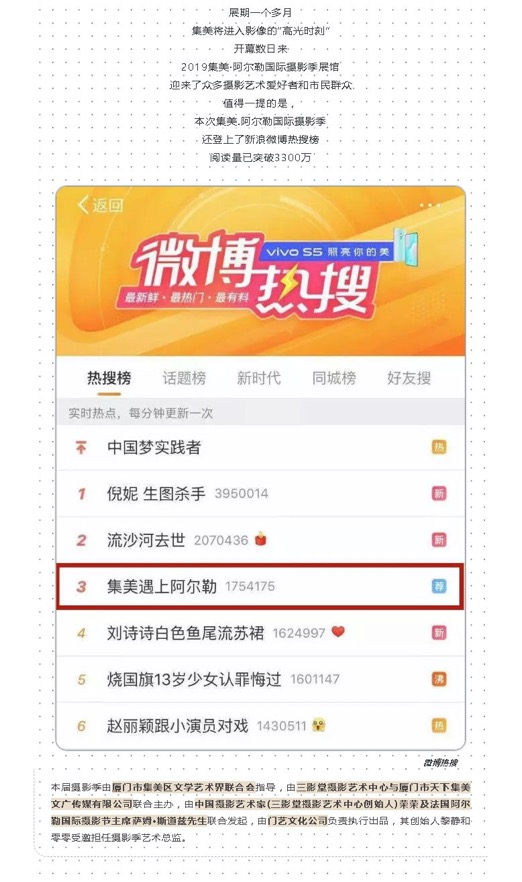 展期一个多月
集美将进入影像的“高光时刻”
开幕数日来
2019集美·阿尔勒国际摄影季展馆
迎来了众多摄影艺术爱好者和市民群众
值得一提的是，
本次集美.阿尔勒国际摄影季
还登上了新浪微博热搜榜
阅读量已突破3300万
返回
微博热搜
vivo S5 照亮你的美
最新鲜·最热门·最有料
热搜榜 话题榜 新时代 同城榜 好友搜
实时热点，每分钟更新一次
中国梦实践者 热
1 倪妮 生图杀手 3950014 新
2 流沙河去世 2070436 新
3 集美遇上阿尔勒 1754175 荐
4 刘诗诗白色鱼尾流苏裙 1624997 新
5 烧国旗13岁少女认罪悔过 1601147 沸
6 赵丽颖跟小演员对戏 1430511 热
微博热搜
本届摄影季由厦门市集美区文学艺术界联合会指导，由三影堂摄影艺术中心与厦门市天下集美
文广传媒有限公司联合主办，由中国摄影艺术家(三影堂摄影艺术中心创始人)荣荣及法国阿尔
勒国际摄影节主席萨姆·斯道兹先生联合发起，由门艺文化公司负责执行出品，其创始人黎静和
零零受邀担任摄影季艺术总监。